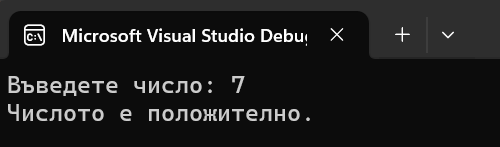 Microsoft Visual Studio Debu
Въведете число: 7
Числото е положително.